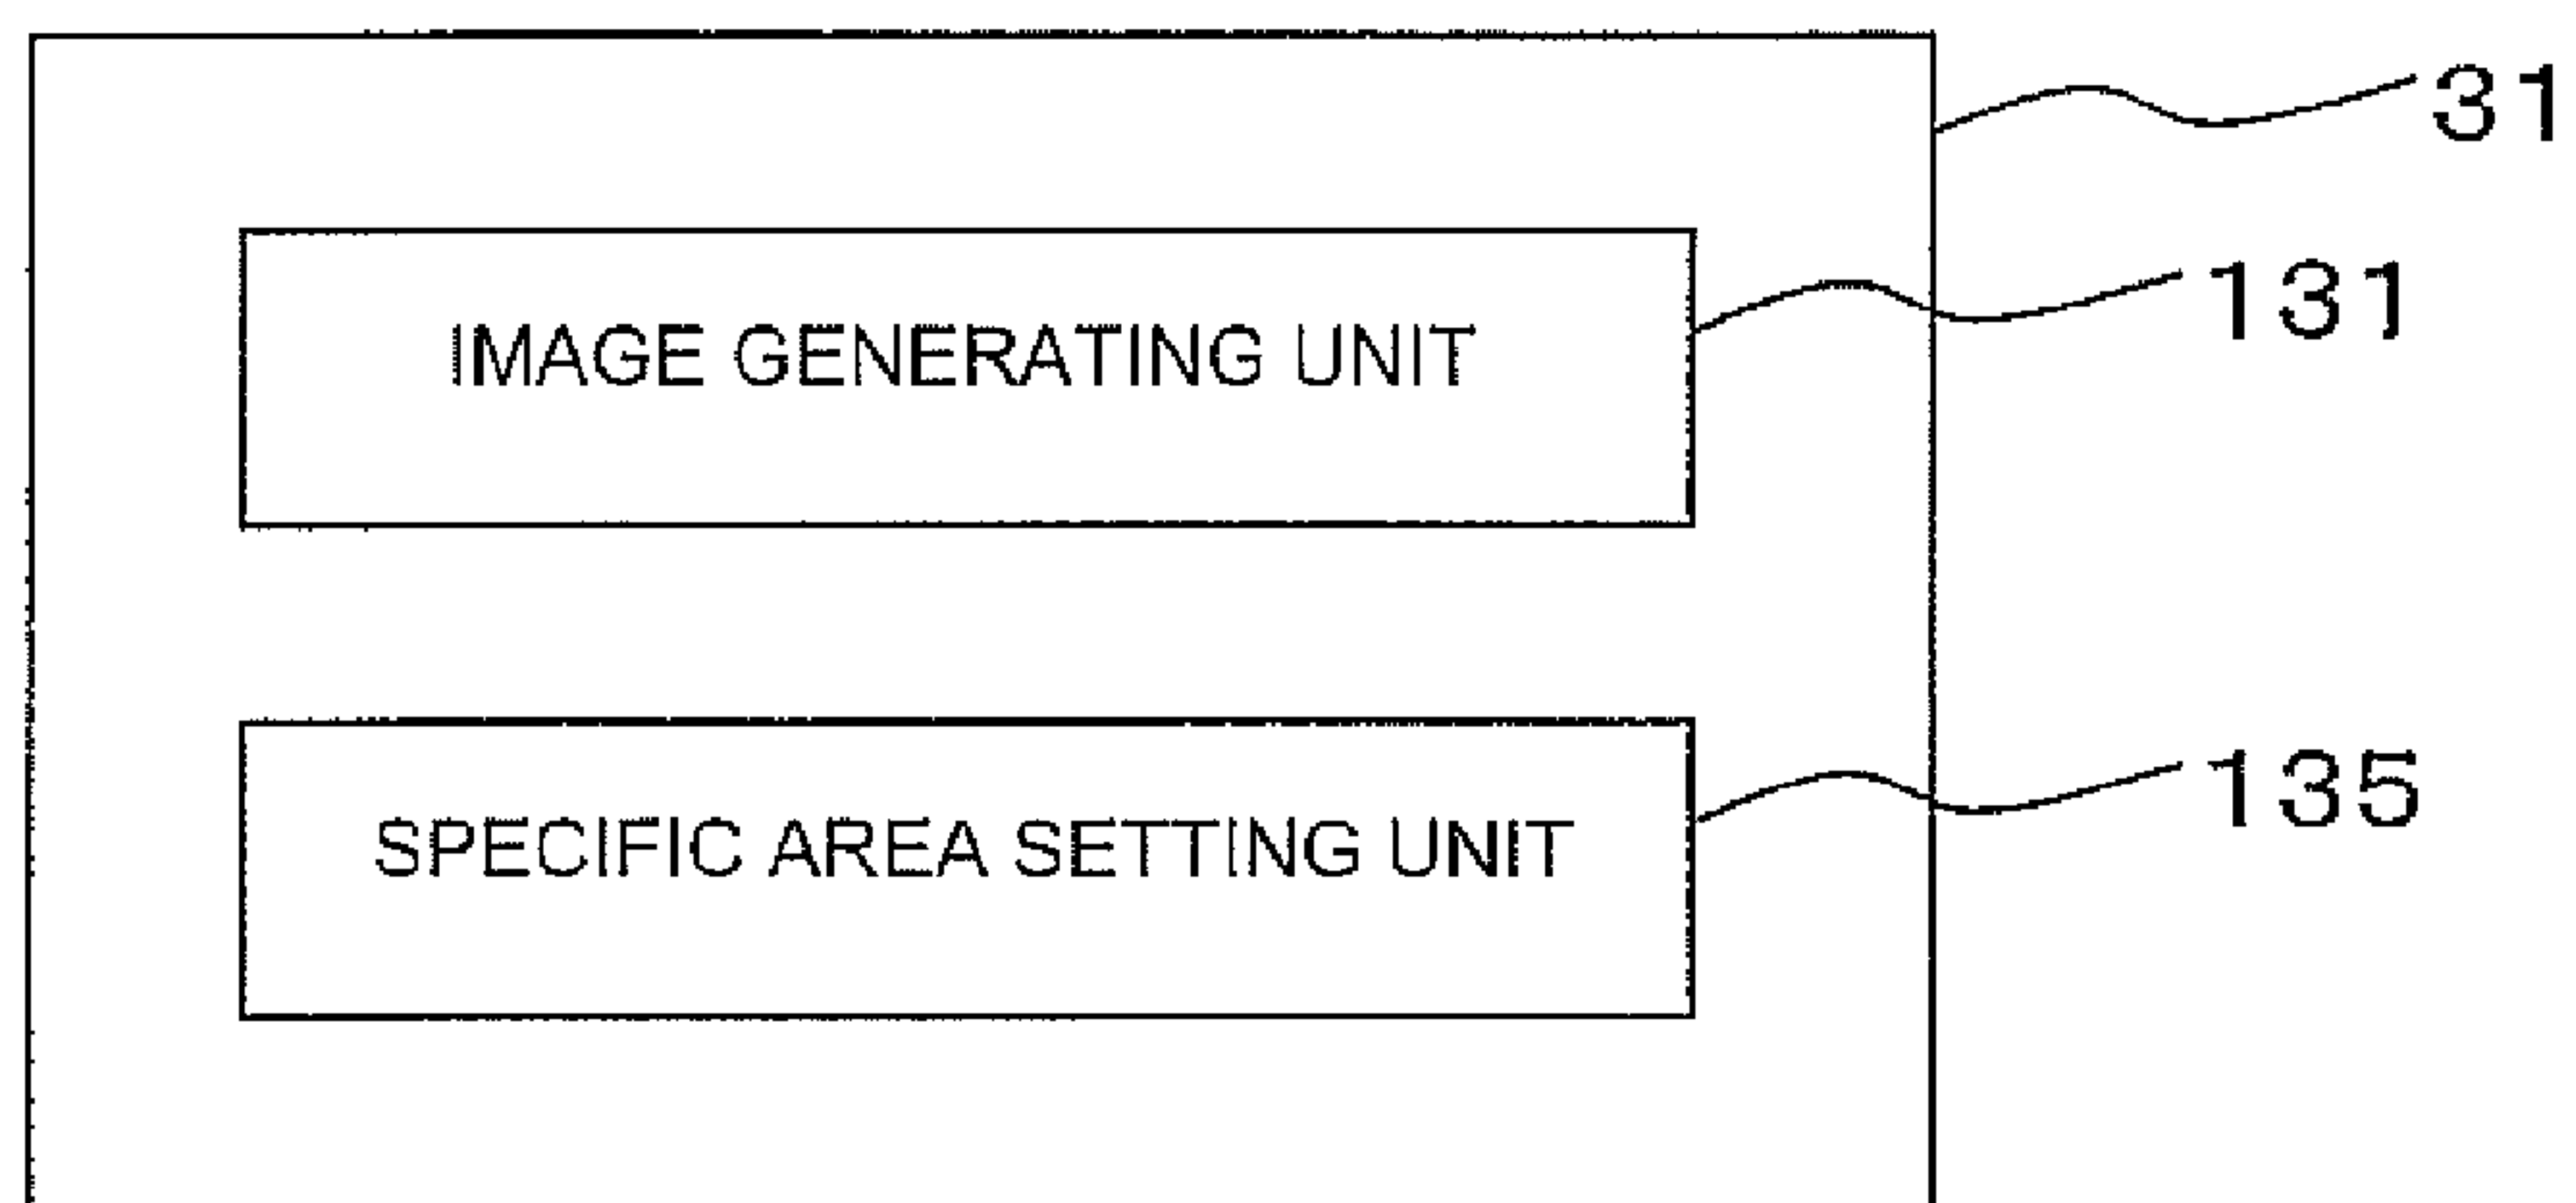 31
IMAGE GENERATING UNIT
131
SPECIFIC AREA SETTING UNIT
135